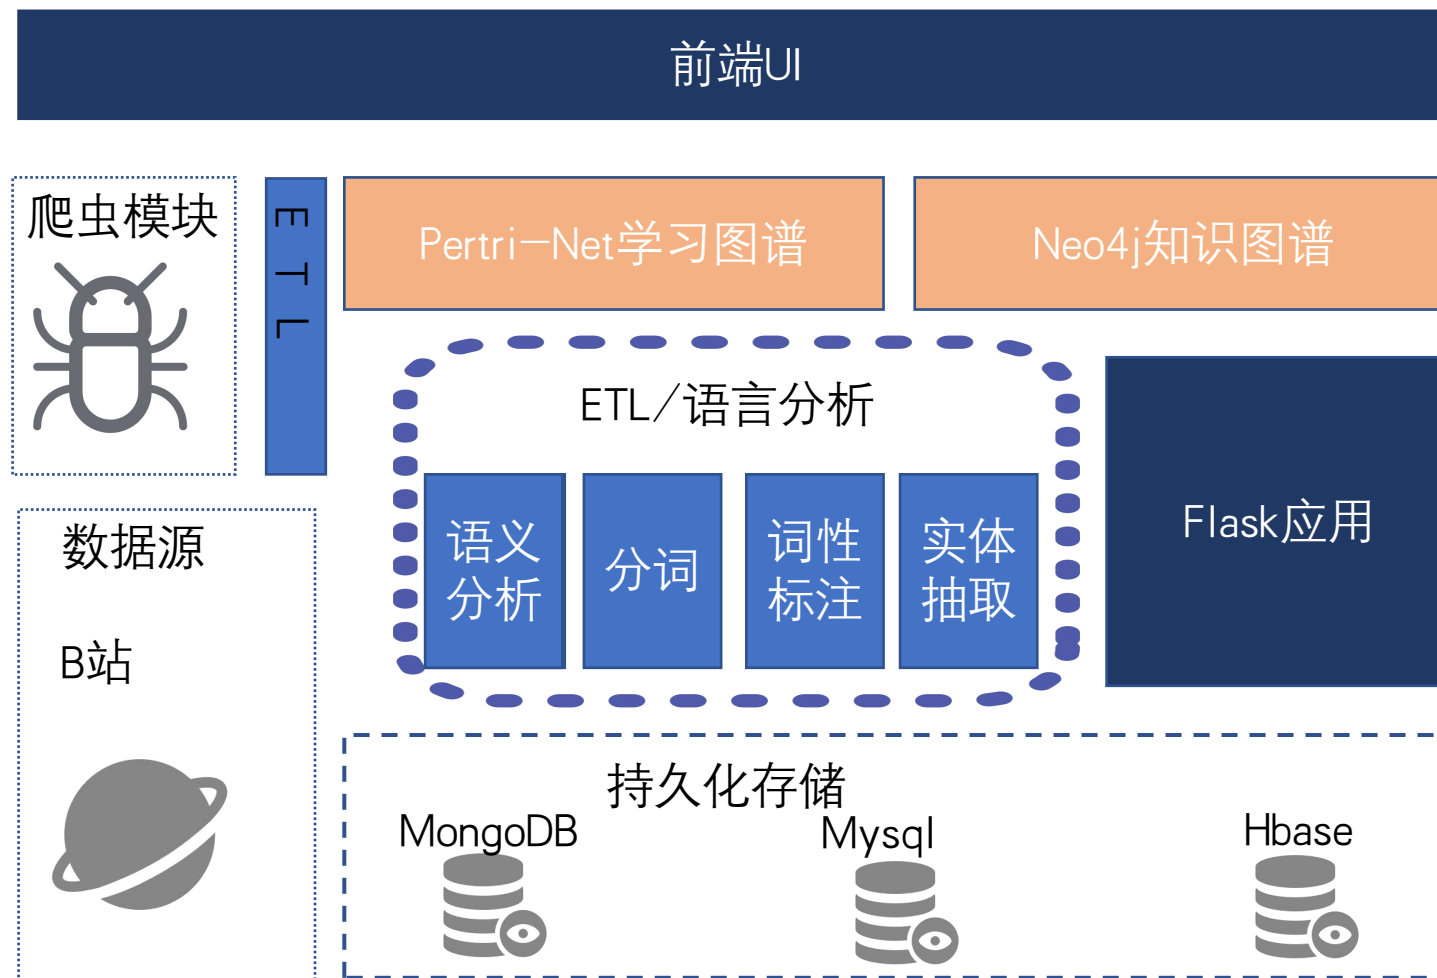 前端UI
爬虫模块
ETL
Pertri-Net学习图谱
Neo4j知识图谱
ETL/语言分析
语义
分析
分词
词性
标注
实体
抽取
Flask应用
数据源
B站
持久化存储
MongoDB
Mysql
Hbase